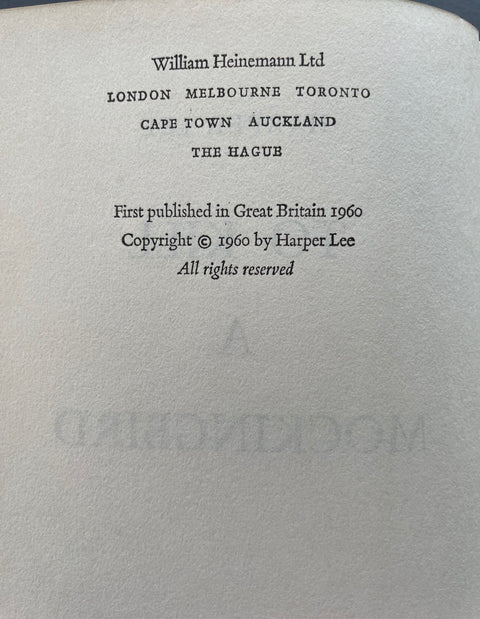 William Heinemann Ltd
LONDON MELBOURNE TORONTO
CAPE TOWN AUCKLAND
THE HAGUE
First published in Great Britain 1960
Copyright © 1960 by Harper Lee
All rights reserved
A
MOCKINGBIRD